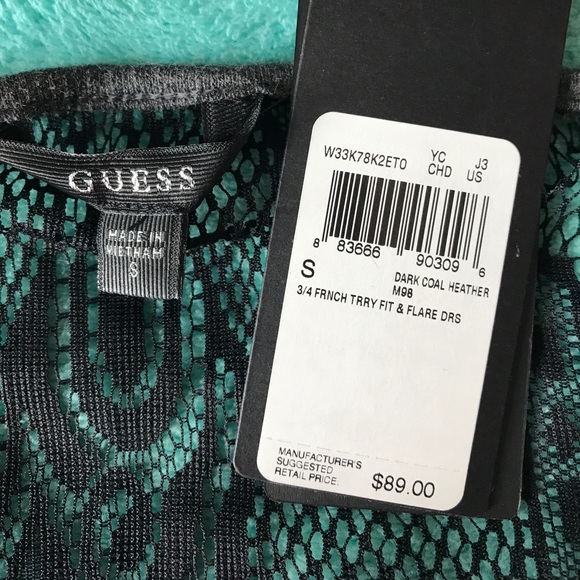 GUESS
MADE IN
VIETNAM
S
W33K78K2ET0 YC J3
CHD US
8 83666 90309 6
S DARK COAL HEATHER
M98
3/4 FRNCH TRRY FIT & FLARE DRS
MANUFACTURER'S
SUGGESTED
RETAIL PRICE
$89.00